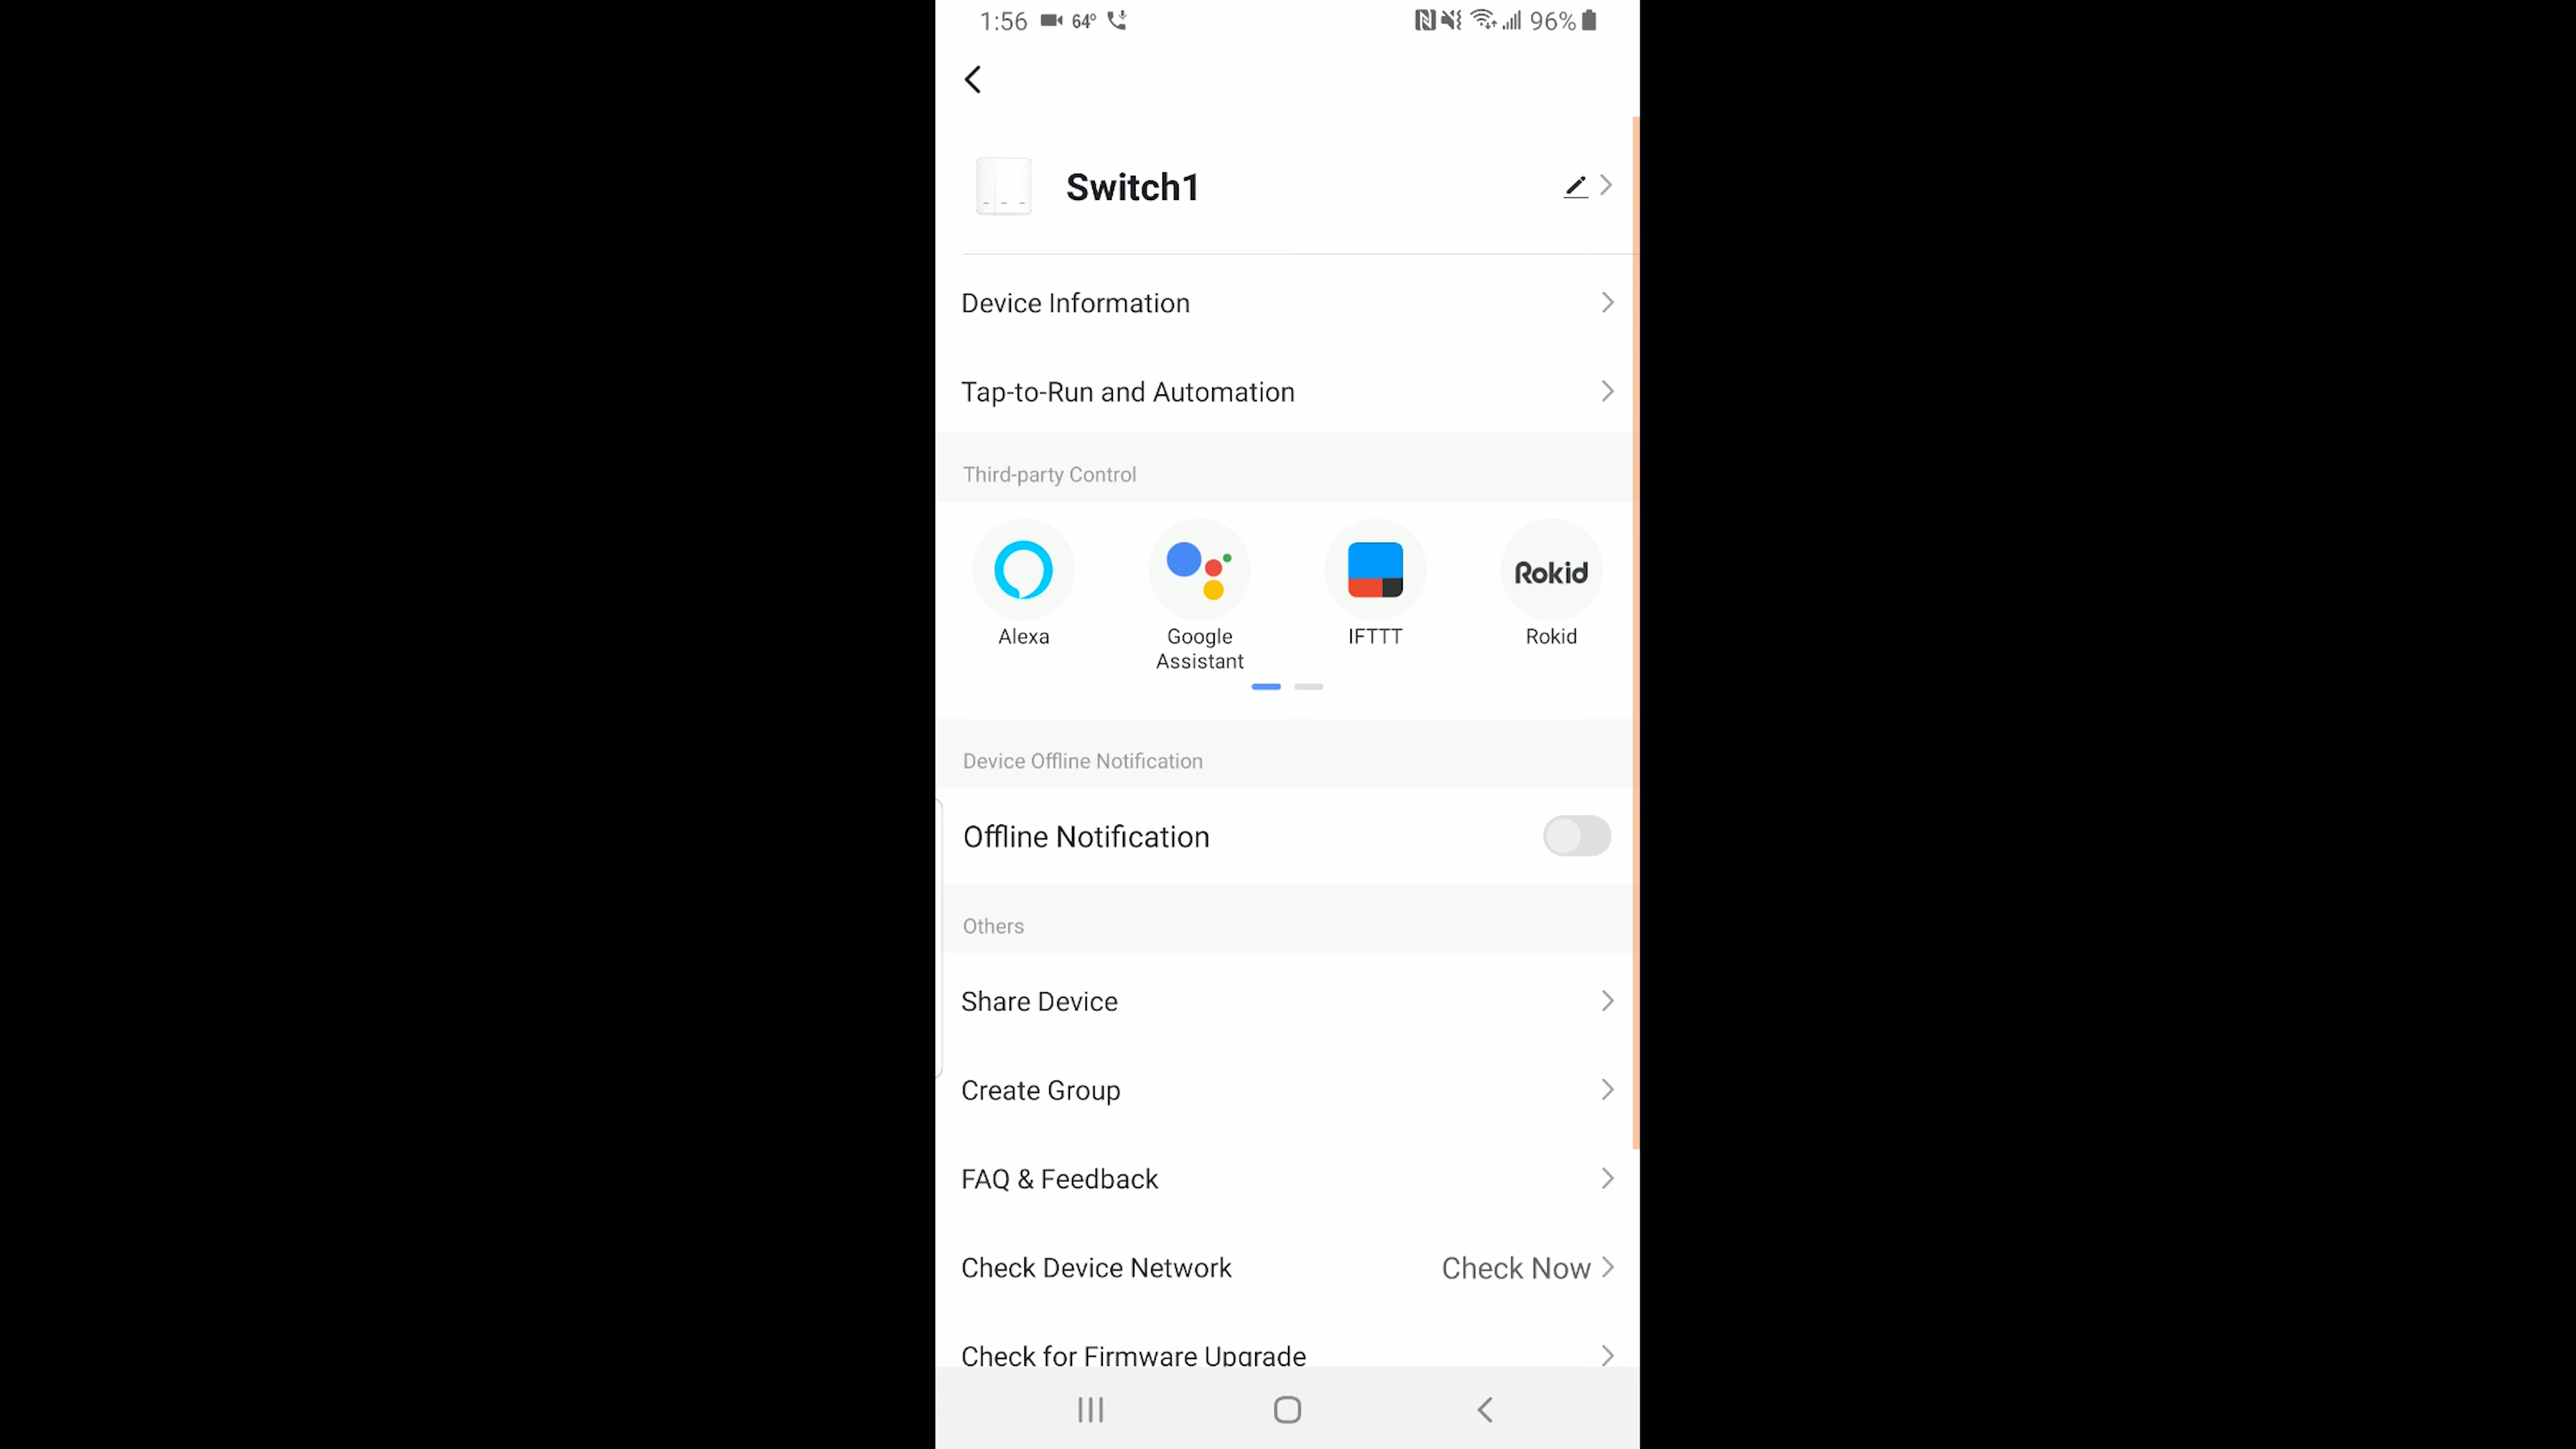 1:56 64° 96%
Switch1
Device Information
Tap-to-Run and Automation
Third-party Control
Rokid
Alexa Google Assistant IFTTT Rokid
Device Offline Notification
Offline Notification
Others
Share Device
Create Group
FAQ & Feedback
Check Device Network Check Now
Check for Firmware Upgrade